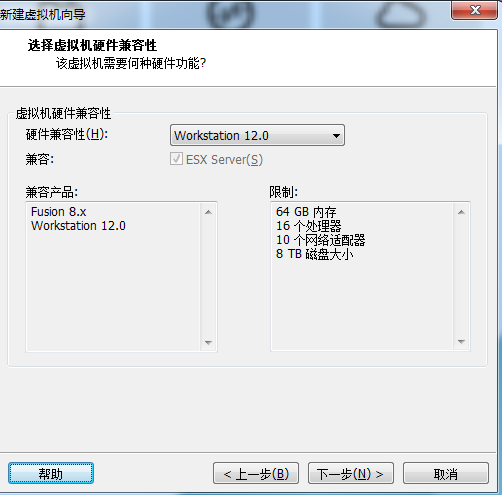 新建虚拟机向导
选择虚拟机硬件兼容性
该虚拟机需要何种硬件功能?
虚拟机硬件兼容性
硬件兼容性(H):
Workstation 12.0
兼容:
ESX Server(S)
兼容产品:
Fusion 8.x
Workstation 12.0
限制:
64 GB 内存
16 个处理器
10 个网络适配器
8 TB 磁盘大小
帮助
< 上一步(B)
下一步(N) >
取消